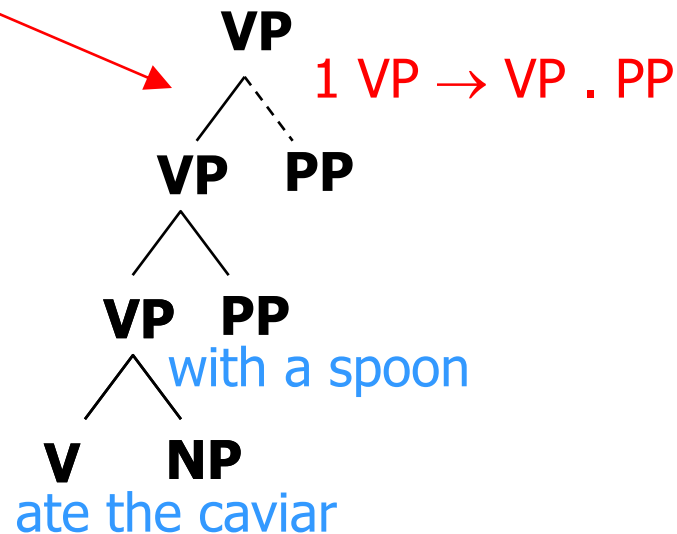 VP
1 VP → VP . PP
VP PP
VP PP
with a spoon
V NP
ate the caviar